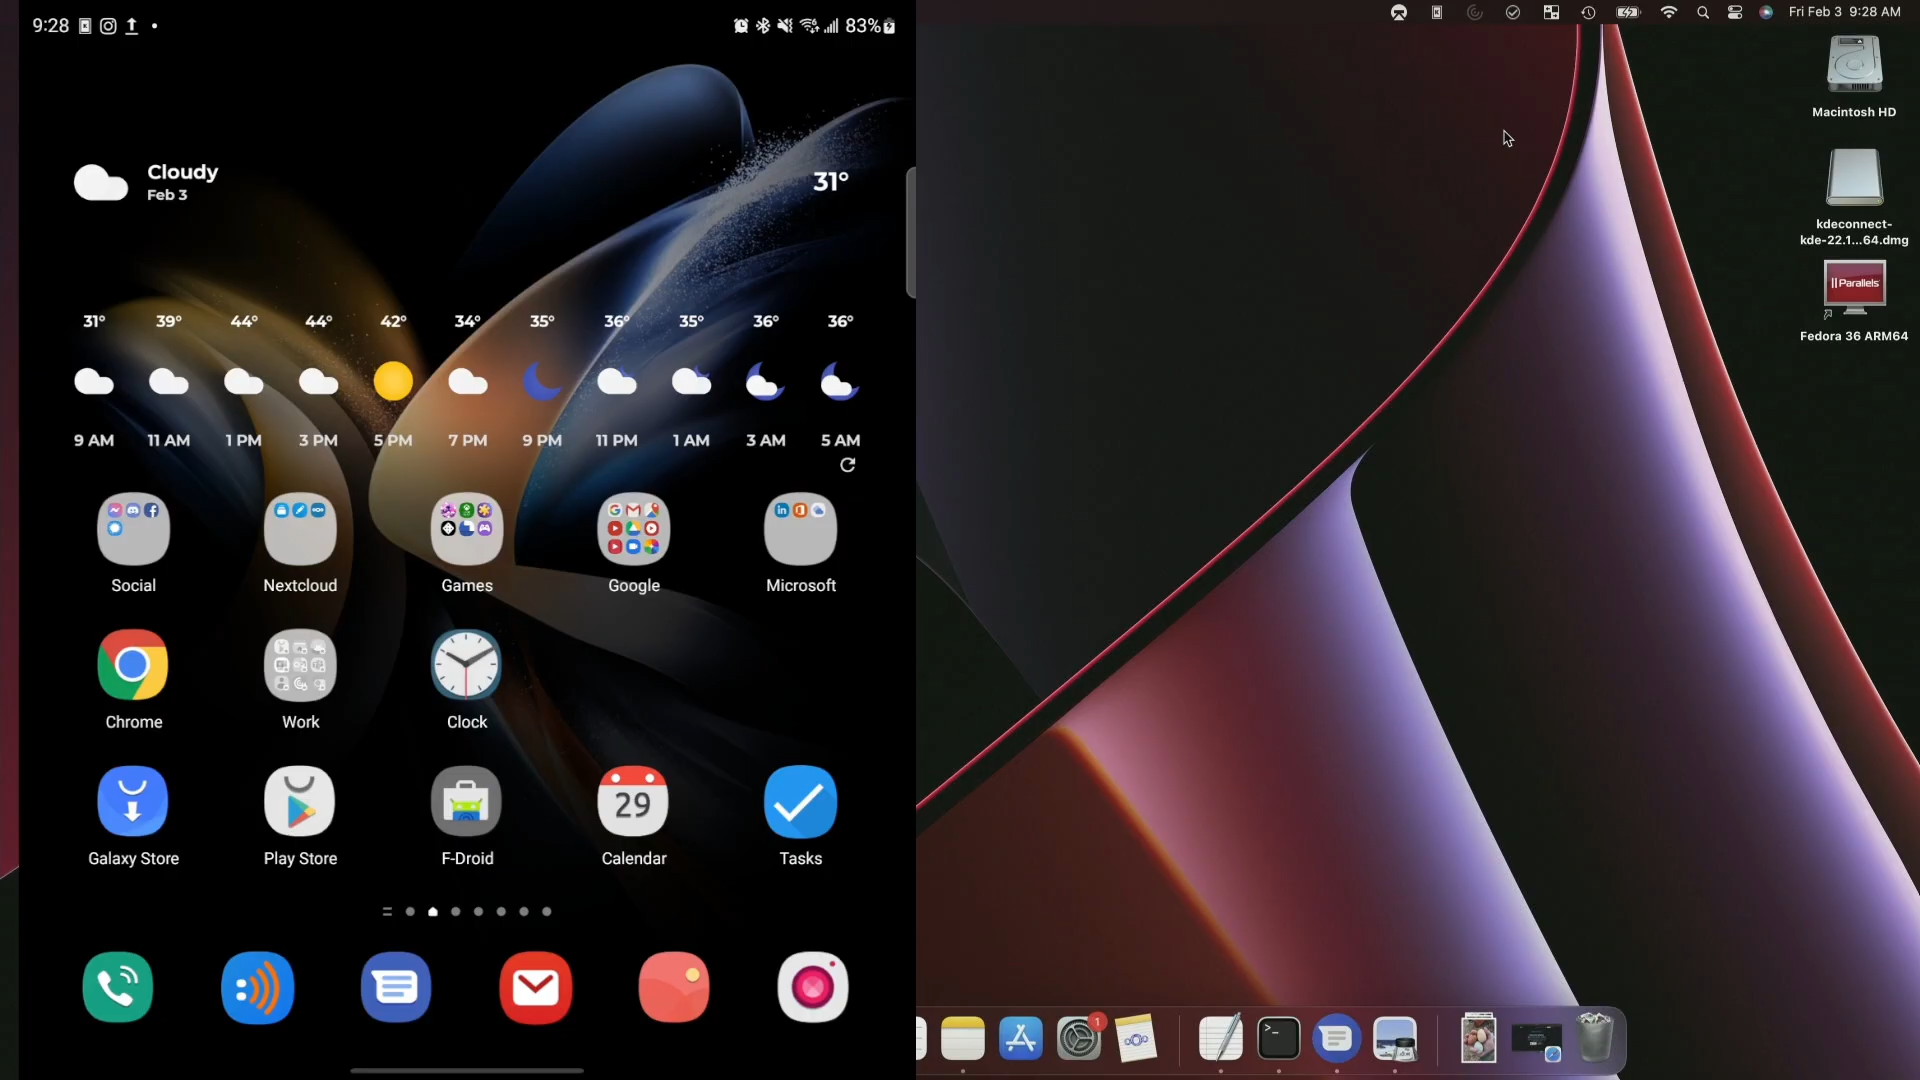 9:28
83%
Cloudy
Feb 3
31°
31° 39° 44° 44° 42° 34° 35° 36° 35° 36° 36°
9 AM 11 AM 1 PM 3 PM 5 PM 7 PM 9 PM 11 PM 1 AM 3 AM 5 AM
Social Nextcloud Games Google Microsoft
Chrome Work Clock
29
Galaxy Store Play Store F-Droid Calendar Tasks
Fri Feb 3 9:28 AM
Macintosh HD
kdeconnect-
kde-22.1...64.dmg
Parallels
Fedora 36 ARM64
1